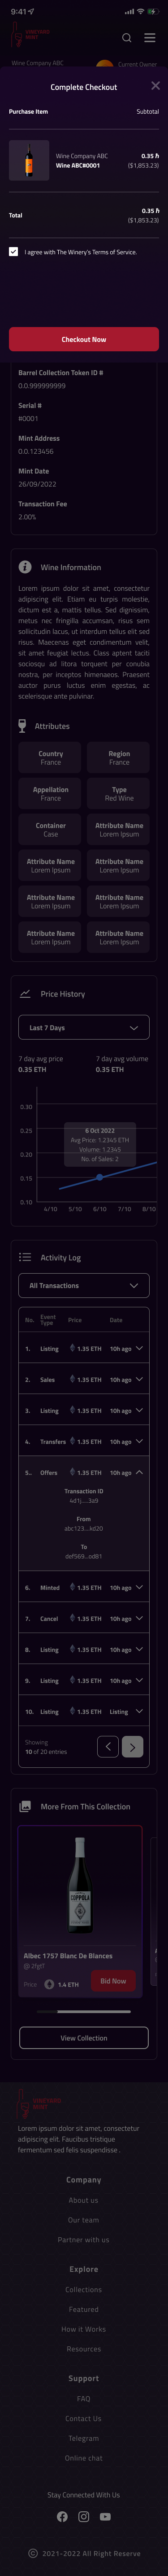 9:41
Wine Company ABC
Current Owner
Complete Checkout
Purchase Item Subtotal
Wine Company ABC 0.35 ℏ
Wine ABC#0001 ($1,853.23)
Total 0.35 ℏ
($1,853.23)
I agree with The Winery's Terms of Service.
Checkout Now
Barrel Collection Token ID #
0.0.999999999
Serial #
#0001
Mint Address
0.0.123456
Mint Date
26/09/2022
Transaction Fee
2.00%
Wine Information
Lorem ipsum dolor sit amet, consectetur
adipiscing elit. Etiam eu turpis molestie,
dictum est a, mattis tellus. Sed dignissim,
metus nec fringilla accumsan, risus sem
sollicitudin lacus, ut interdum tellus elit sed
risus. Maecenas eget condimentum velit,
sit amet feugiat lectus. Class aptent taciti
sociosqu ad litora torquent per conubia
nostra, per inceptos himenaeos. Praesent
auctor purus luctus enim egestas, ac
scelerisque ante pulvinar.
Attributes
Country Region
France France
Appellation Type
France Red Wine
Container Attribute Name
Case Lorem Ipsum
Attribute Name Attribute Name
Lorem Ipsum Lorem Ipsum
Attribute Name Attribute Name
Lorem Ipsum Lorem Ipsum
Attribute Name Attribute Name
Lorem Ipsum Lorem Ipsum
Price History
Last 7 Days
7 day avg price 7 day avg volume
0.35 ETH 0.35 ETH
0.30
0.25
0.20
0.15
0.10
6 Oct 2022
Avg Price: 1.2345 ETH
Volume: 1.2345
No. of Sales: 2
4/10 5/10 6/10 7/10 8/10
Activity Log
All Transactions
No. Event Type Price Date
1. Listing 1.35 ETH 10h ago
2. Sales 1.35 ETH 10h ago
3. Listing 1.35 ETH 10h ago
4. Transfers 1.35 ETH 10h ago
5.. Offers 1.35 ETH 10h ago
Transaction ID
4d1j....3a9
From
abc123....kd20
To
def569...od81
6. Minted 1.35 ETH 10h ago
7. Cancel 1.35 ETH 10h ago
8. Listing 1.35 ETH 10h ago
9. Listing 1.35 ETH 10h ago
10. Listing 1.35 ETH Listing
Showing
10 of 20 entries
More From This Collection
COPPOLA
Albec 1757 Blanc De Blances
Price 1.4 ETH
Bid Now
View Collection
Lorem ipsum dolor sit amet, consectetur
adipiscing elit. Faucibus tristique
fermentum sed felis suspendisse .
Company
About us
Our team
Partner with us
Explore
Collections
Featured
How it Works
Resources
Support
FAQ
Contact Us
Telegram
Online chat
Stay Connected With Us
© 2021-2022 All Right Reserve